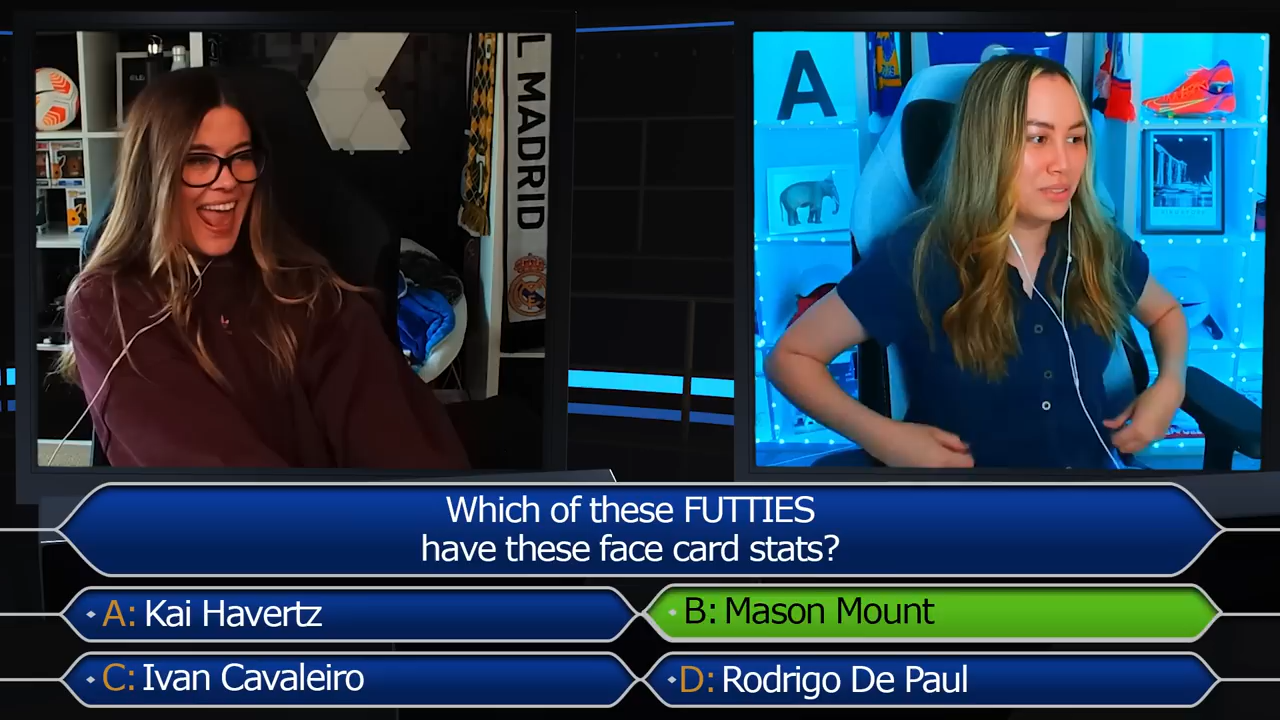 A
L MADRID
Which of these FUTTIES
have these face card stats?
A: Kai Havertz
B: Mason Mount
C: Ivan Cavaleiro
D: Rodrigo De Paul